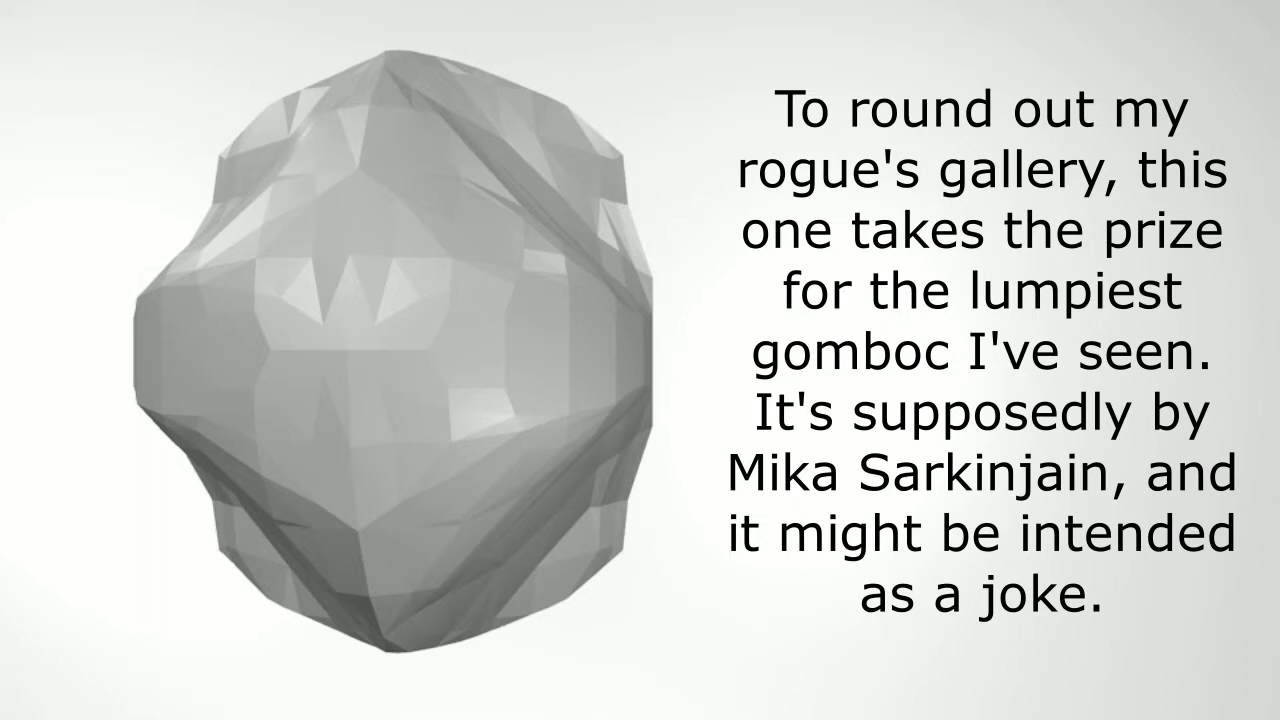 To round out my
rogue's gallery, this
one takes the prize
for the lumpiest
gomboc I've seen.
It's supposedly by
Mika Sarkinjain, and
it might be intended
as a joke.